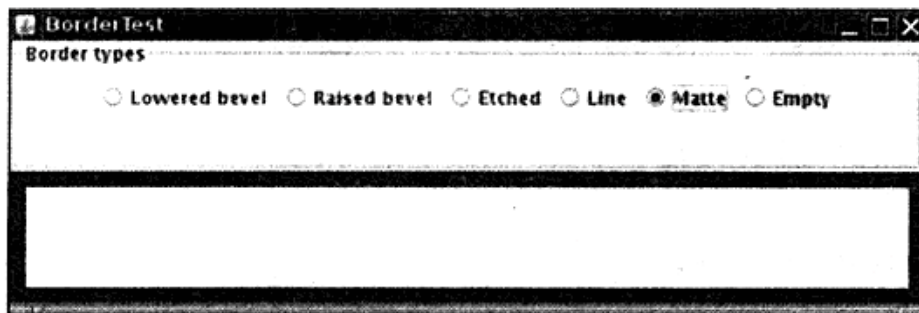 BorderTest
Border types
Lowered bevel Raised bevel Etched Line Matte Empty